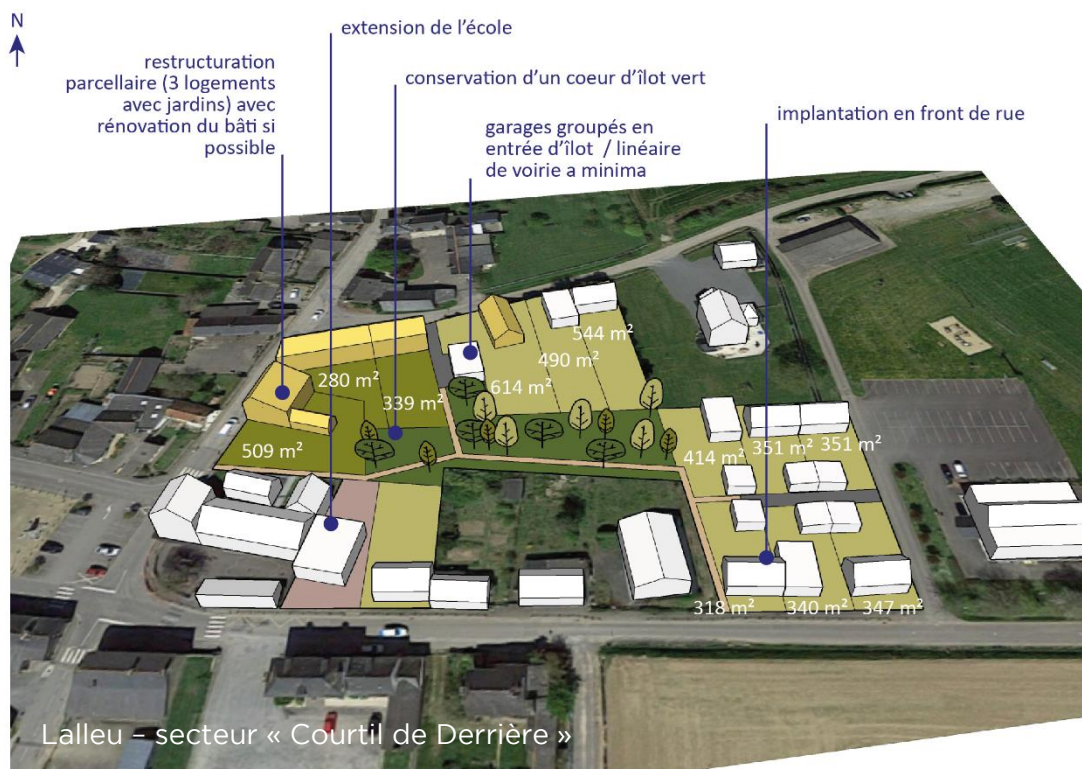 N
extension de l'école
restructuration
parcellaire (3 logements
avec jardins) avec
rénovation du bâti si
possible
conservation d'un coeur d'îlot vert
garages groupés en
entrée d'îlot / linéaire
de voirie a minima
implantation en front de rue
544 m²
490 m²
614 m²
280 m²
339 m²
509 m²
414 m²
351 m²
351 m²
318 m²
340 m²
347 m²
Lalleu – secteur « Courtil de Derrière »